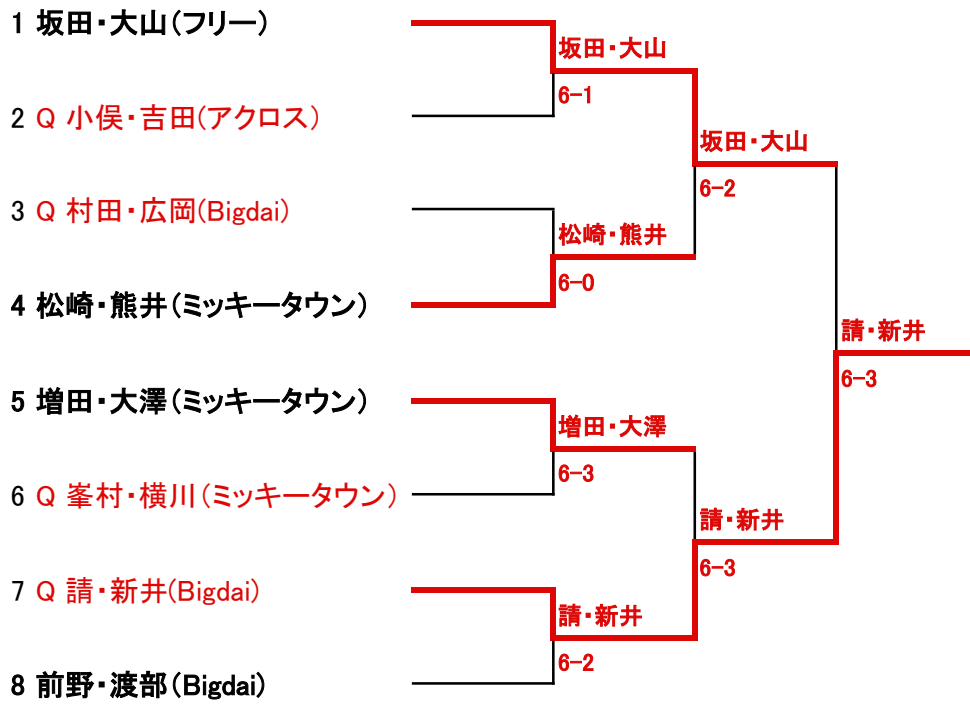 1 坂田・大山（フリー）
2 Q 小俣・吉田(アクロス)
3 Q 村田・広岡(Bigdai)
4 松崎・熊井（ミッキータウン）
5 増田・大澤（ミッキータウン）
6 Q 峯村・横川（ミッキータウン）
7 Q 請・新井(Bigdai)
8 前野・渡部（Bigdai)
坂田・大山
6-1
松崎・熊井
6-0
増田・大澤
6-3
請・新井
6-2
坂田・大山
6-2
請・新井
6-3
請・新井
6-3